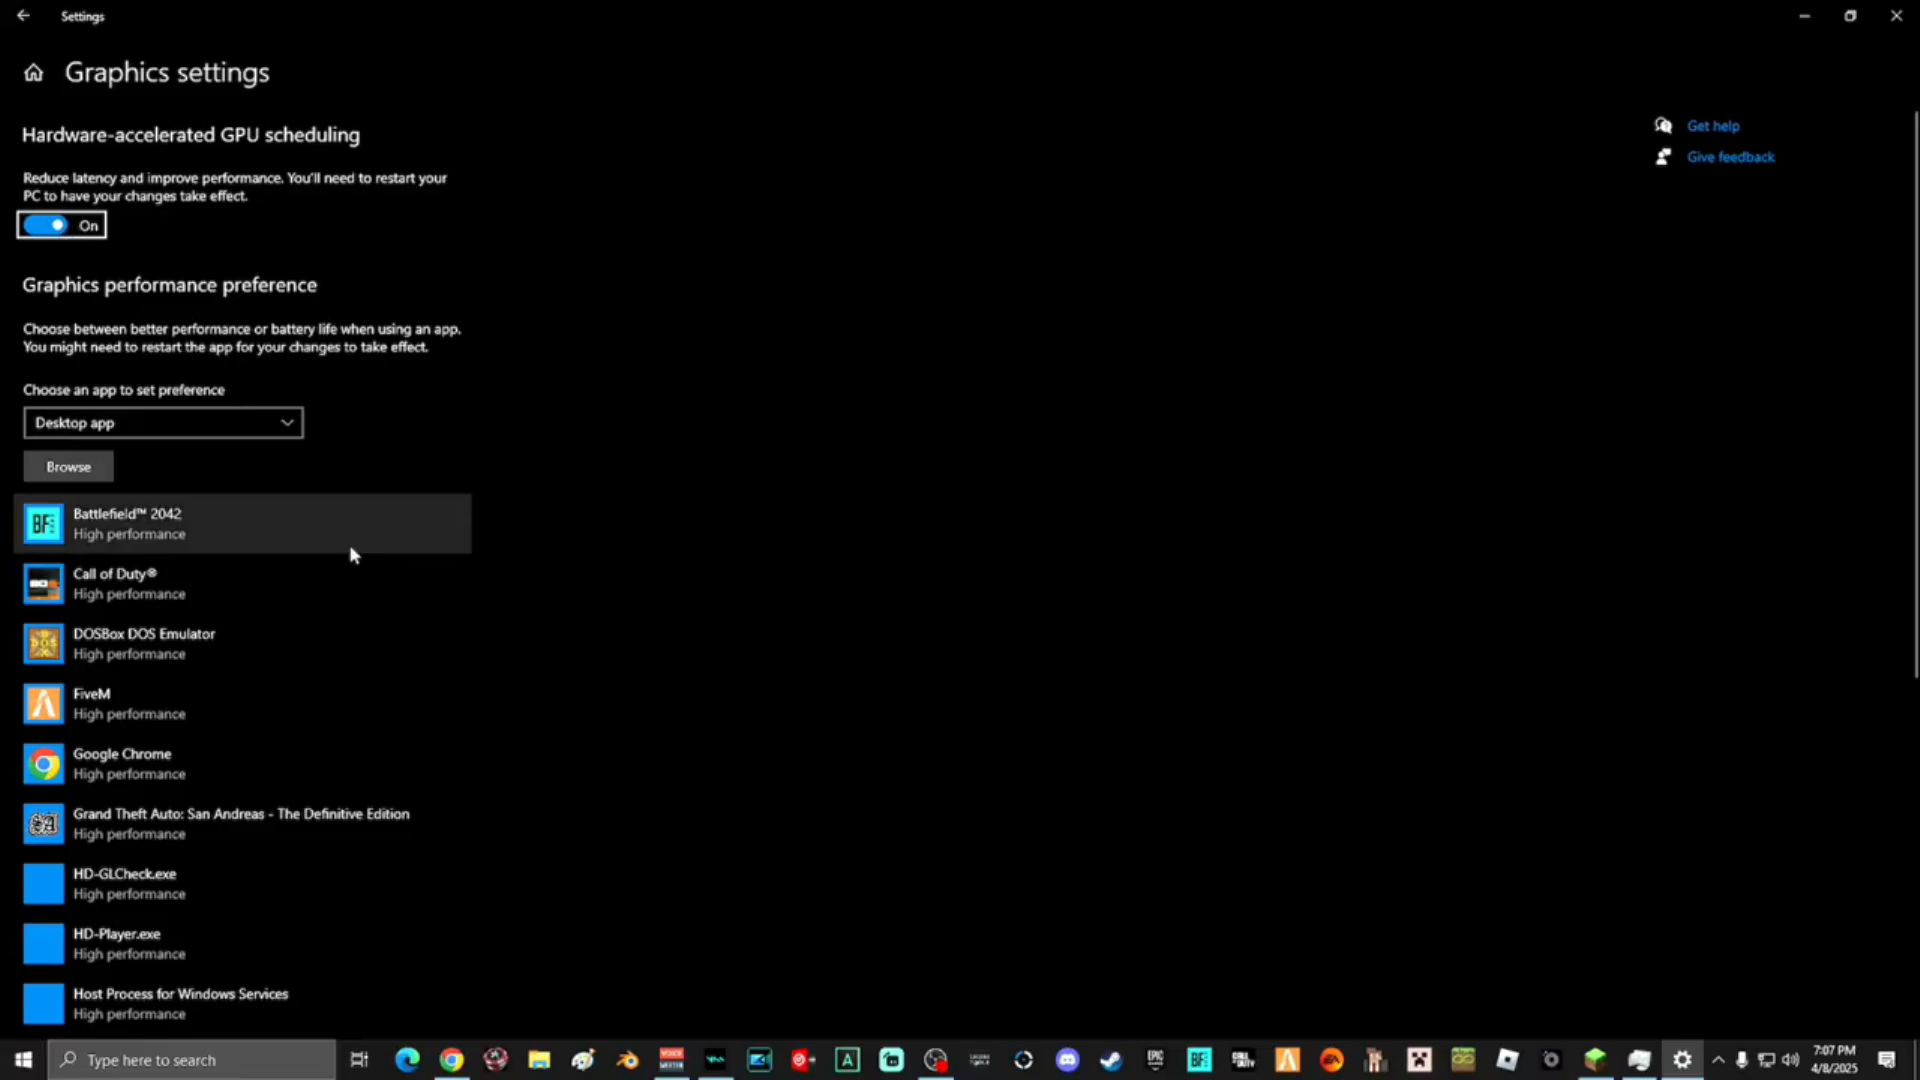 Settings
Graphics settings
Hardware-accelerated GPU scheduling
Get help
Give feedback
Reduce latency and improve performance. You'll need to restart your
PC to have your changes take effect.
On
Graphics performance preference
Choose between better performance or battery life when using an app.
You might need to restart the app for your changes to take effect.
Choose an app to set preference
Desktop app
Browse
BF
Battlefield™ 2042
High performance
Call of Duty®
High performance
DOSBox DOS Emulator
High performance
FiveM
High performance
Google Chrome
High performance
Grand Theft Auto: San Andreas - The Definitive Edition
High performance
HD-GLCheck.exe
High performance
HD-Player.exe
High performance
Host Process for Windows Services
High performance
Type here to search
7:07 PM
4/8/2025